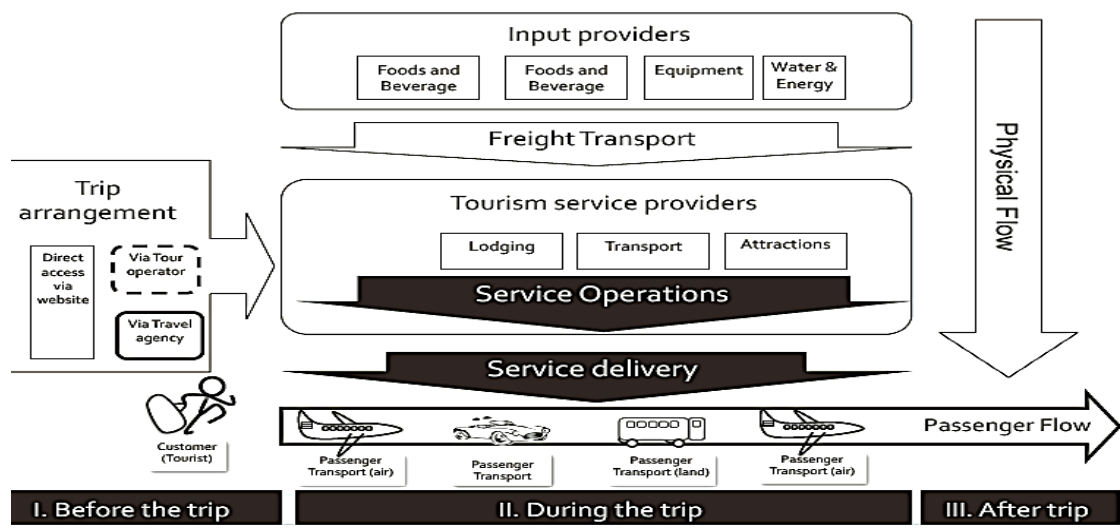 Input providers
Foods and
Beverage
Foods and
Beverage
Equipment
Water &
Energy
Freight Transport
Physical Flow
Trip
arrangement
Direct
access
via
website
Via Tour
operator
Via Travel
agency
Tourism service providers
Lodging
Transport
Attractions
Service Operations
Service delivery
Customer
(Tourist)
Passenger
Transport (air)
Passenger
Transport
Passenger
Transport (land)
Passenger
Transport (air)
Passenger Flow
I. Before the trip
II. During the trip
III. After trip